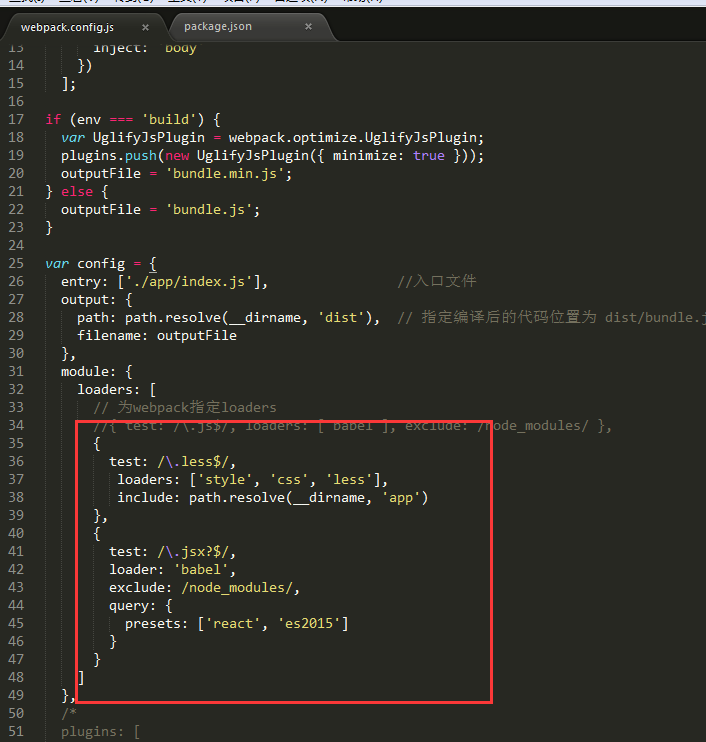 webpack.config.js × package.json ×
13 inject: 'body'
14 })
15 ];
16
17 if (env === 'build') {
18 var UglifyJsPlugin = webpack.optimize.UglifyJsPlugin;
19 plugins.push(new UglifyJsPlugin({ minimize: true }));
20 outputFile = 'bundle.min.js';
21 } else {
22 outputFile = 'bundle.js';
23 }
24
25 var config = {
26 entry: ['./app/index.js'], //入口文件
27 output: {
28 path: path.resolve(__dirname, 'dist'), // 指定编译后的代码位置为 dist/bundle.j
29 filename: outputFile
30 },
31 module: {
32 loaders: [
33 // 为webpack指定loaders
34 //{ test: /\.js$/, loaders: ['babel'], exclude: /node_modules/ },
35 {
36 test: /\.less$/,
37 loaders: ['style', 'css', 'less'],
38 include: path.resolve(__dirname, 'app')
39 },
40 {
41 test: /\.jsx?$/,
42 loader: 'babel',
43 exclude: /node_modules/,
44 query: {
45 presets: ['react', 'es2015']
46 }
47 }
48 ]
49 },
50 /*
51 plugins: [